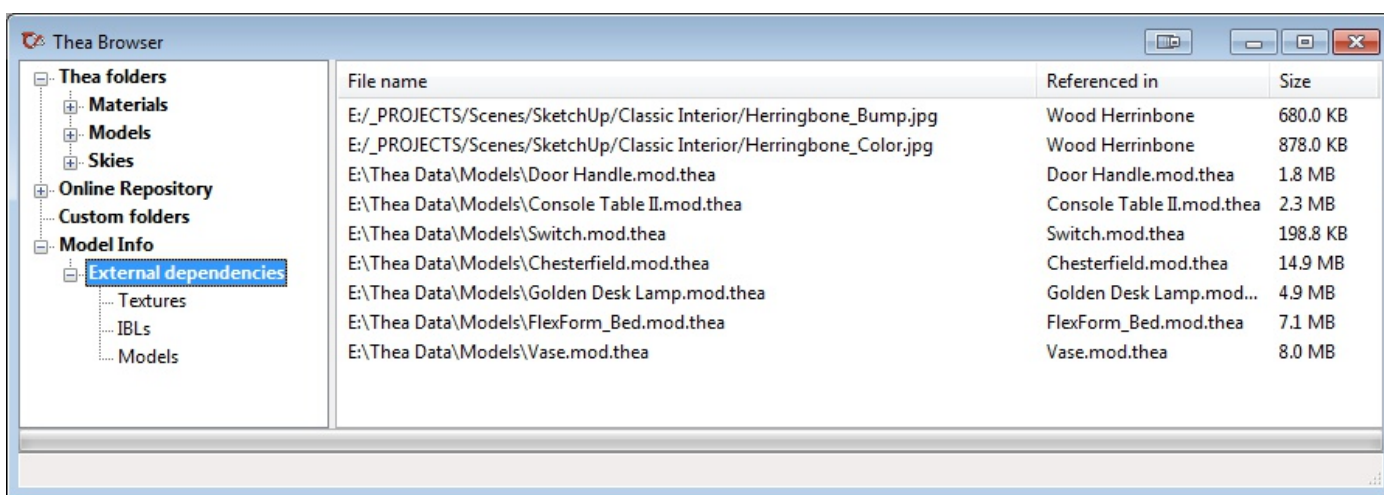 Thea Browser
Thea folders
Materials
Models
Skies
Online Repository
Custom folders
Model Info
External dependencies
Textures
IBLs
Models
File name Referenced in Size
E:/_PROJECTS/Scenes/SketchUp/Classic Interior/Herringbone_Bump.jpg Wood Herrinbone 680.0 KB
E:/_PROJECTS/Scenes/SketchUp/Classic Interior/Herringbone_Color.jpg Wood Herrinbone 878.0 KB
E:\Thea Data\Models\Door Handle.mod.thea Door Handle.mod.thea 1.8 MB
E:\Thea Data\Models\Console Table II.mod.thea Console Table II.mod.thea 2.3 MB
E:\Thea Data\Models\Switch.mod.thea Switch.mod.thea 198.8 KB
E:\Thea Data\Models\Chesterfield.mod.thea Chesterfield.mod.thea 14.9 MB
E:\Thea Data\Models\Golden Desk Lamp.mod.thea Golden Desk Lamp.mod... 4.9 MB
E:\Thea Data\Models\FlexForm_Bed.mod.thea FlexForm_Bed.mod.thea 7.1 MB
E:\Thea Data\Models\Vase.mod.thea Vase.mod.thea 8.0 MB